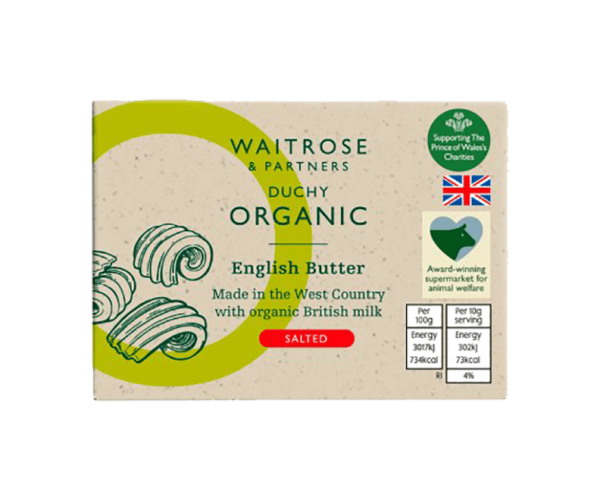 WAITROSE
& PARTNERS
DUCHY
ORGANIC
English Butter
Made in the West Country
with organic British milk
SALTED
Supporting The
Prince of Wales's
Charities
Award-winning
supermarket for
animal welfare
Per
100g
Per 10g
serving
Energy
3017kJ
734kcal
Energy
302kJ
73kcal
RI
4%